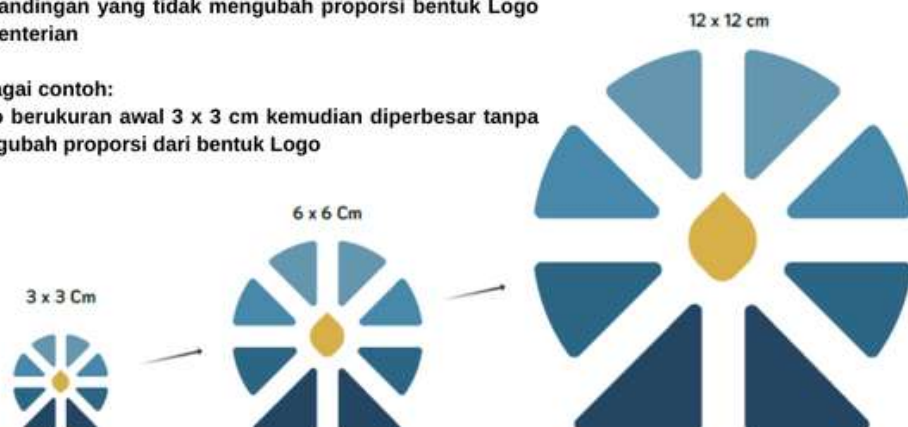 andingan yang tidak mengubah proporsi bentuk Logo
enterian
agai contoh:
o berukuran awal 3 x 3 cm kemudian diperbesar tanpa
gubah proporsi dari bentuk Logo
12 x 12 cm
6 x 6 Cm
3 x 3 Cm